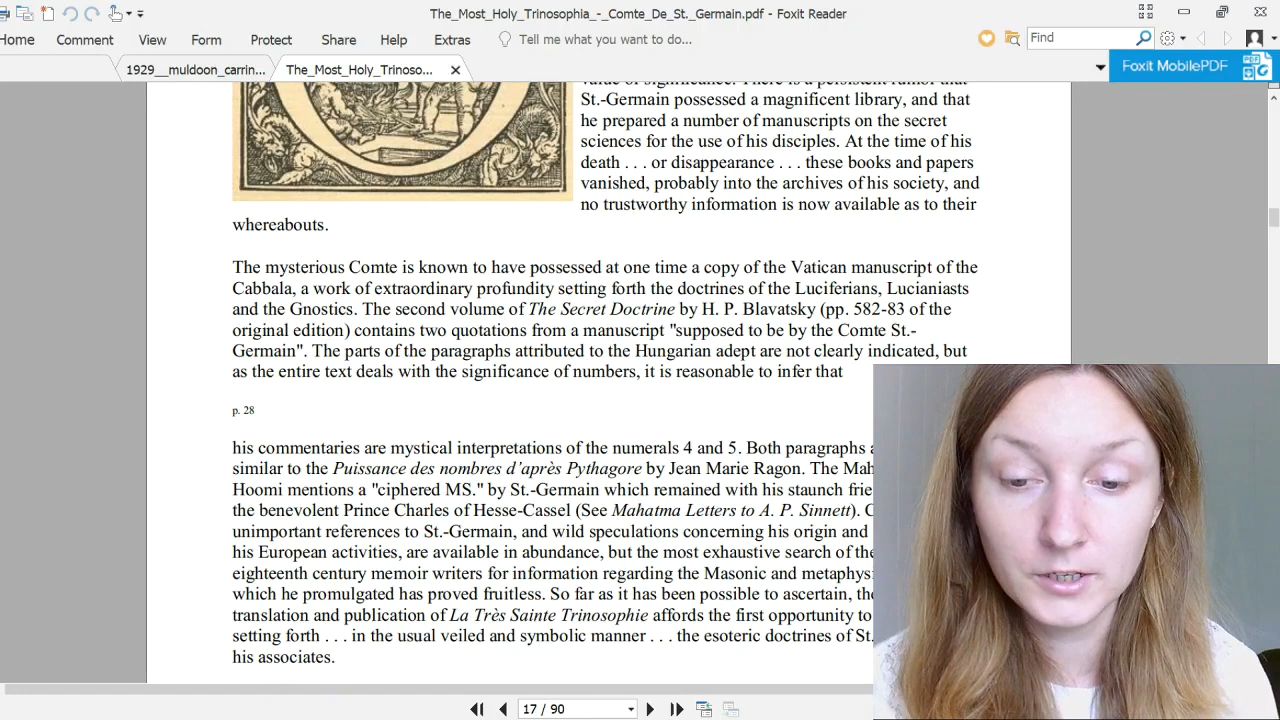 The_Most_Holy_Trinosophia_-_Comte_De_St._Germain.pdf - Foxit Reader
Home Comment View Form Protect Share Help Extras Tell me what you want to do... Find
1929__muldoon_carrin... The_Most_Holy_Trinoso... Foxit MobilePDF
value or significance. There is a persistent rumor that
St.-Germain possessed a magnificent library, and that
he prepared a number of manuscripts on the secret
sciences for the use of his disciples. At the time of his
death . . . or disappearance . . . these books and papers
vanished, probably into the archives of his society, and
no trustworthy information is now available as to their
whereabouts.
The mysterious Comte is known to have possessed at one time a copy of the Vatican manuscript of the
Cabbala, a work of extraordinary profundity setting forth the doctrines of the Luciferians, Lucianiasts
and the Gnostics. The second volume of The Secret Doctrine by H. P. Blavatsky (pp. 582-83 of the
original edition) contains two quotations from a manuscript "supposed to be by the Comte St.-
Germain". The parts of the paragraphs attributed to the Hungarian adept are not clearly indicated, but
as the entire text deals with the significance of numbers, it is reasonable to infer that
p. 28
his commentaries are mystical interpretations of the numerals 4 and 5. Both paragraphs
similar to the Puissance des nombres d'après Pythagore by Jean Marie Ragon. The Mah
Hoomi mentions a "ciphered MS." by St.-Germain which remained with his staunch frie
the benevolent Prince Charles of Hesse-Cassel (See Mahatma Letters to A. P. Sinnett).
unimportant references to St.-Germain, and wild speculations concerning his origin and
his European activities, are available in abundance, but the most exhaustive search of the
eighteenth century memoir writers for information regarding the Masonic and metaphysi
which he promulgated has proved fruitless. So far as it has been possible to ascertain, the
translation and publication of La Très Sainte Trinosophie affords the first opportunity to
setting forth . . . in the usual veiled and symbolic manner . . . the esoteric doctrines of St.
his associates.
17 / 90